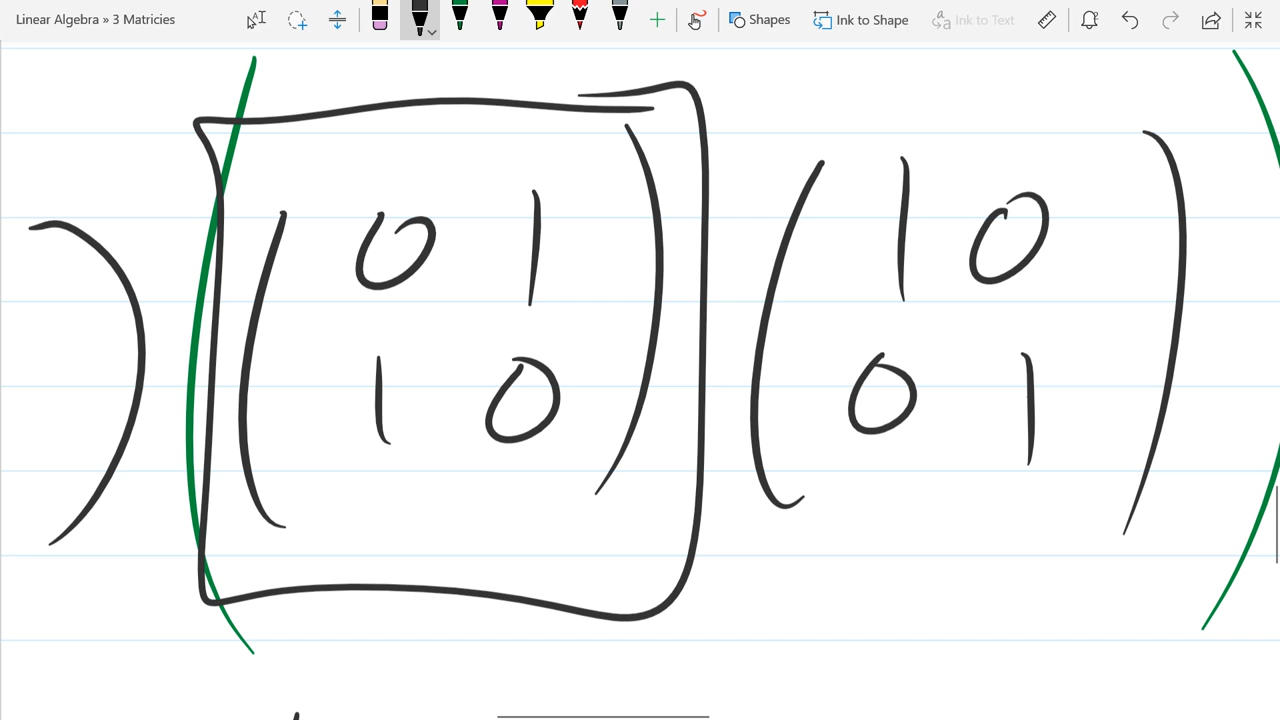 Linear Algebra » 3 Matricies
Shapes
Ink to Shape
Ink to Text
) ( ( 0 1 ) ( 1 0 ) )
( ( 1 0 ) ( 0 1 ) )